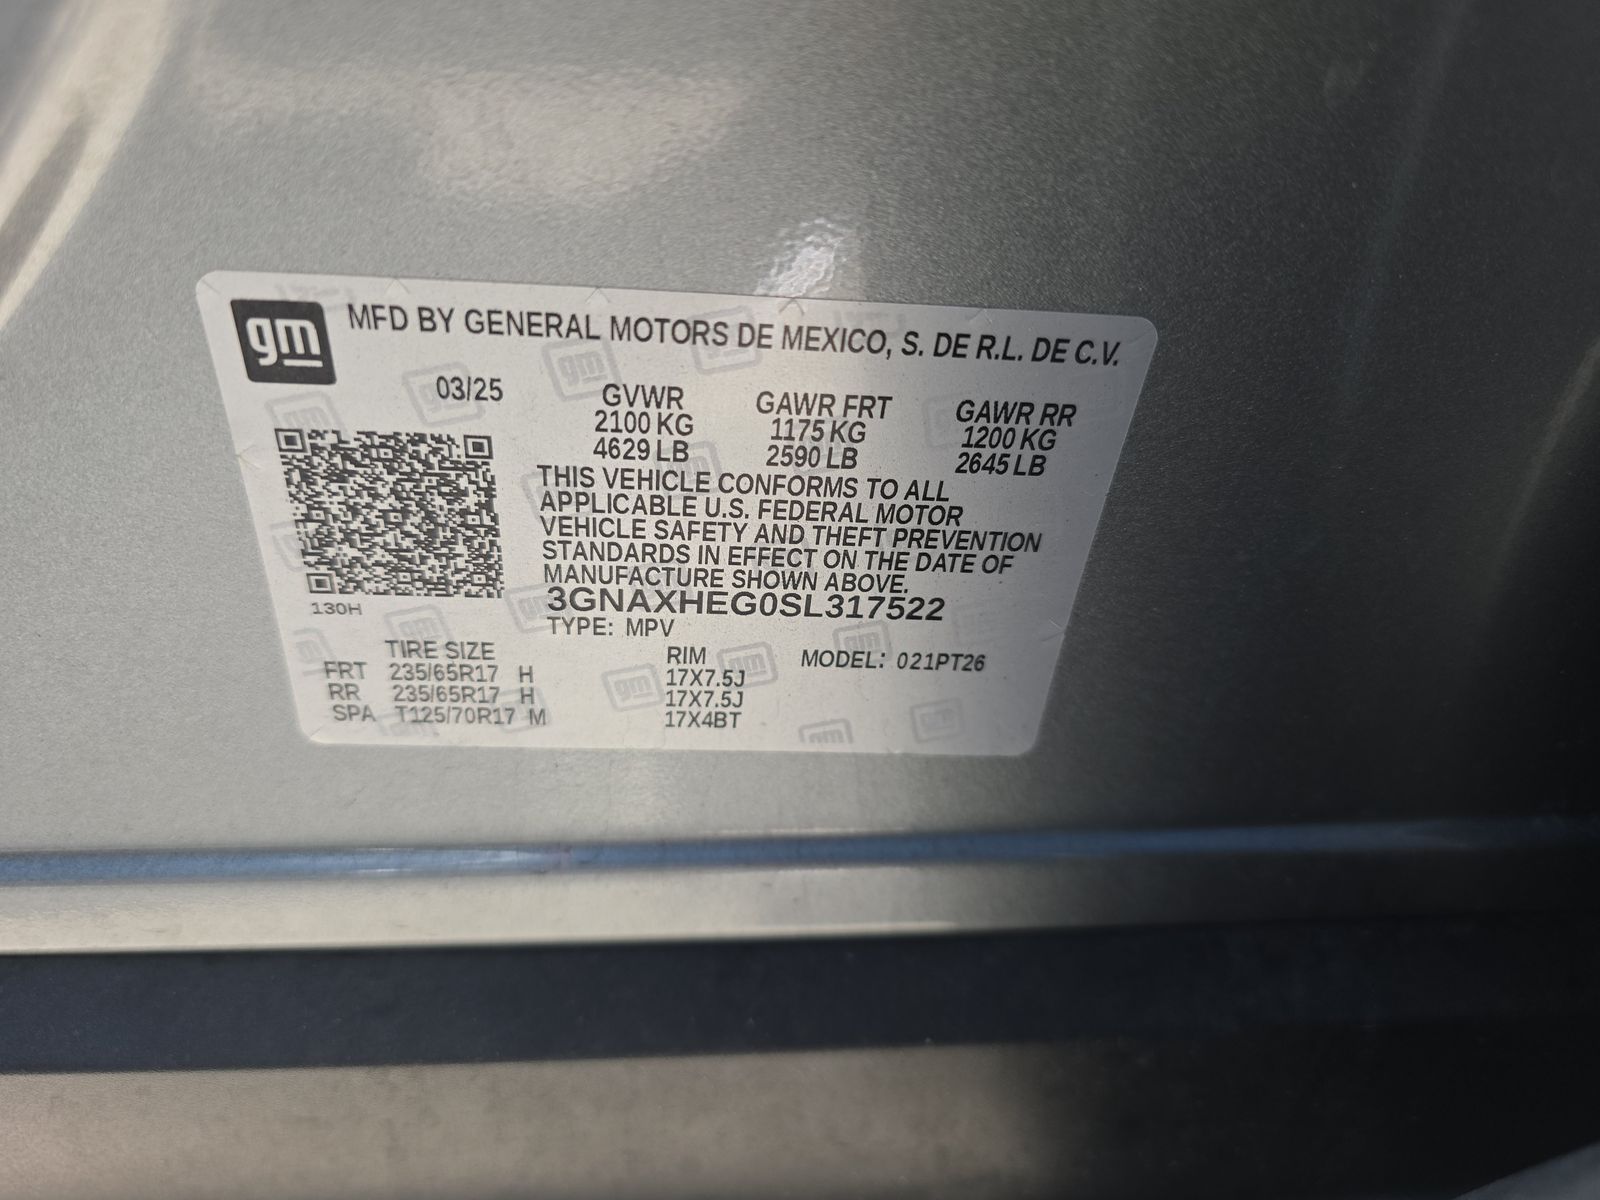 gm MFD BY GENERAL MOTORS DE MEXICO, S. DE R.L. DE C.V.
03/25
GVWR GAWR FRT GAWR RR
2100 KG 1175 KG 1200 KG
4629 LB 2590 LB 2645 LB
THIS VEHICLE CONFORMS TO ALL
APPLICABLE U.S. FEDERAL MOTOR
VEHICLE SAFETY AND THEFT PREVENTION
STANDARDS IN EFFECT ON THE DATE OF
MANUFACTURE SHOWN ABOVE.
130H
3GNAXHEG0SL317522
TYPE: MPV
TIRE SIZE RIM MODEL: 021PT26
FRT 235/65R17 H 17X7.5J
RR 235/65R17 H 17X7.5J
SPA T125/70R17 M 17X4BT